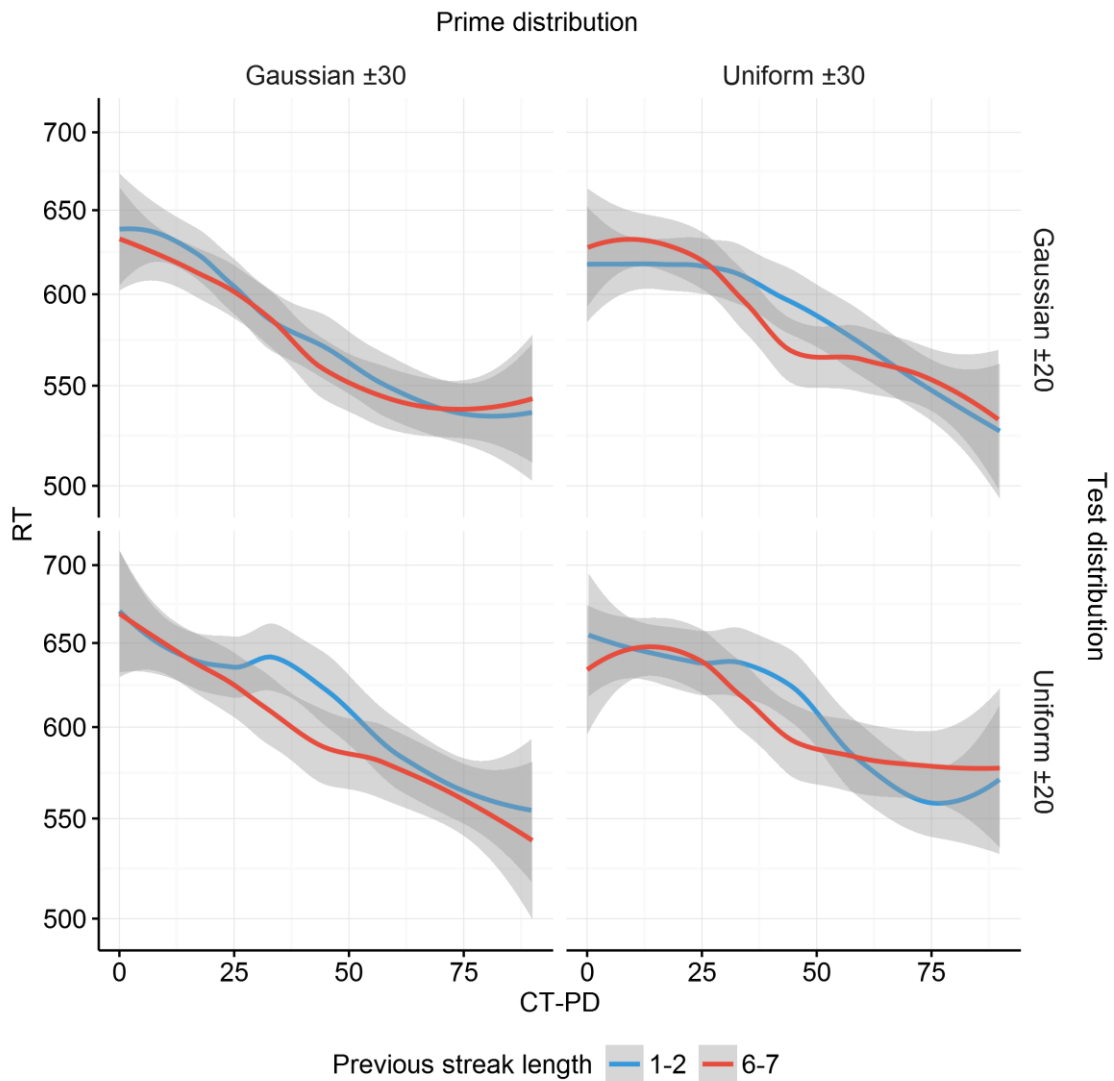 Prime distribution
Gaussian ±30
Uniform ±30
700
650
600
550
500
Gaussian ±20
RT
Test distribution
700
650
600
550
500
Uniform ±20
0
25
50
75
0
25
50
75
CT-PD
Previous streak length 1-2 6-7